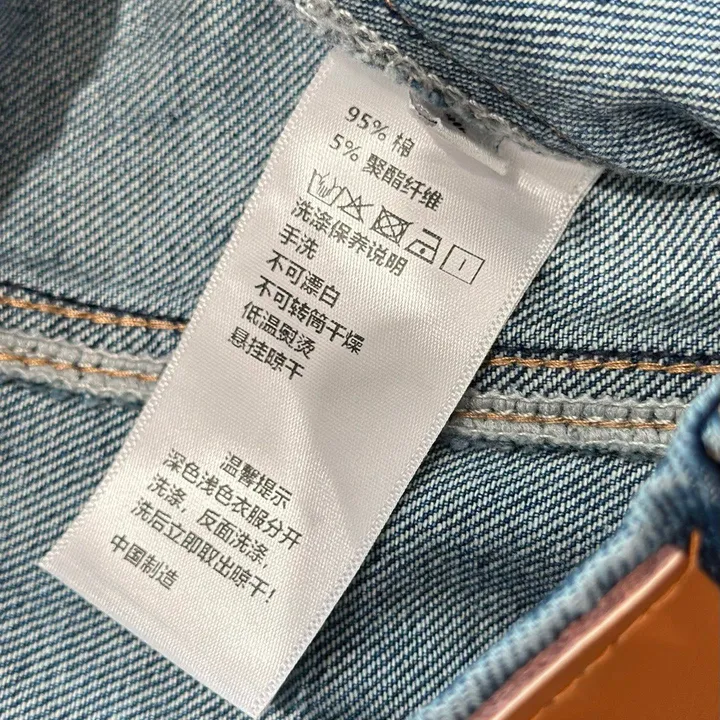 95% 棉
5% 聚酯纤维
洗涤保养说明
手洗
不可漂白
不可转筒干燥
低温熨烫
悬挂晾干
温馨提示
深色浅色衣服分开
洗涤，反面洗涤，
洗后立即取出晾干！
中国制造